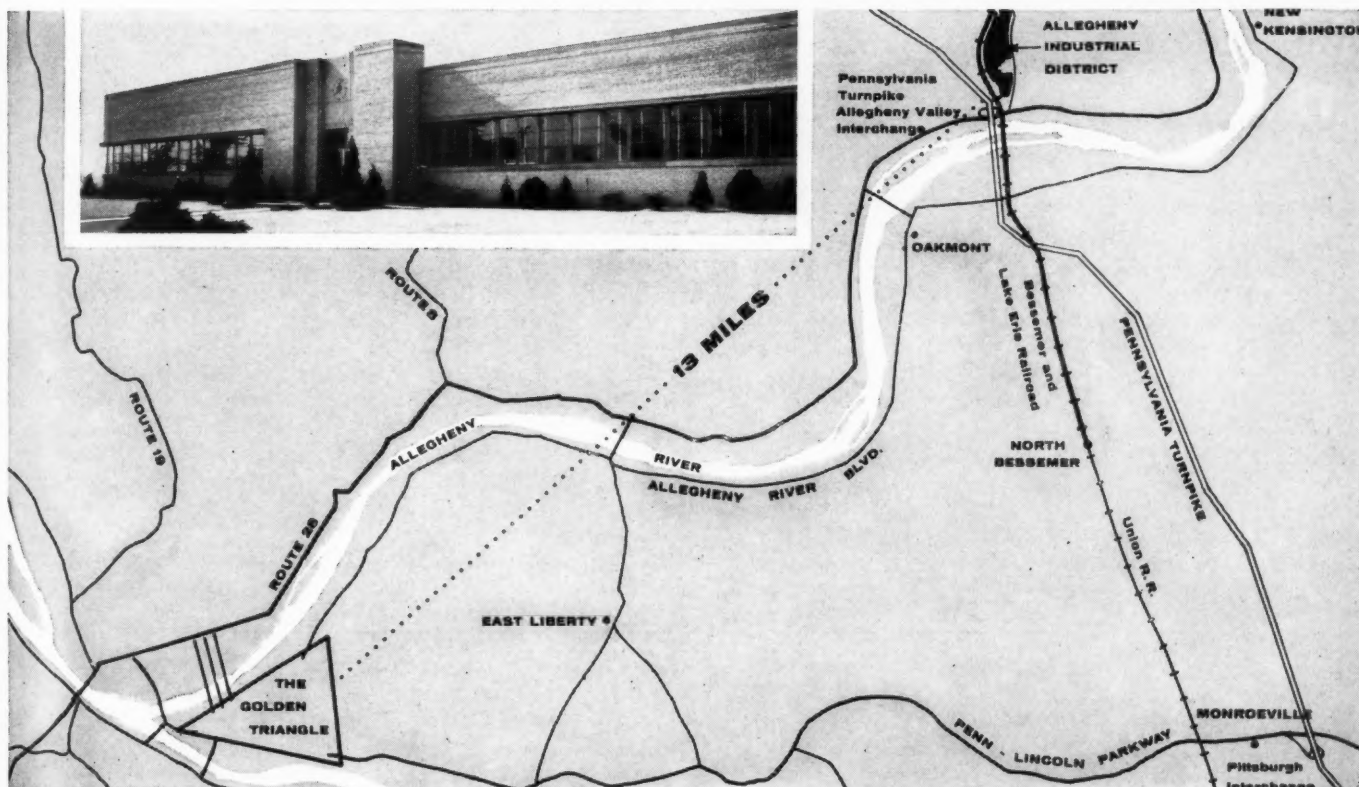 ALLEGHENY
INDUSTRIAL
DISTRICT
NEW
KENSINGTON
Pennsylvania
Turnpike
Allegheny Valley
Interchange
OAKMONT
ROUTE 8
13 MILES
Bessemer and
Lake Erie Railroad
PENNSYLVANIA TURNPIKE
ROUTE 19
ALLEGHENY
RIVER
ALLEGHENY RIVER BLVD.
NORTH
BESSEMER
ROUTE 28
Union R.R.
EAST LIBERTY
THE
GOLDEN
TRIANGLE
PENN-LINCOLN PARKWAY
MONROEVILLE
Pittsburgh
Interchange